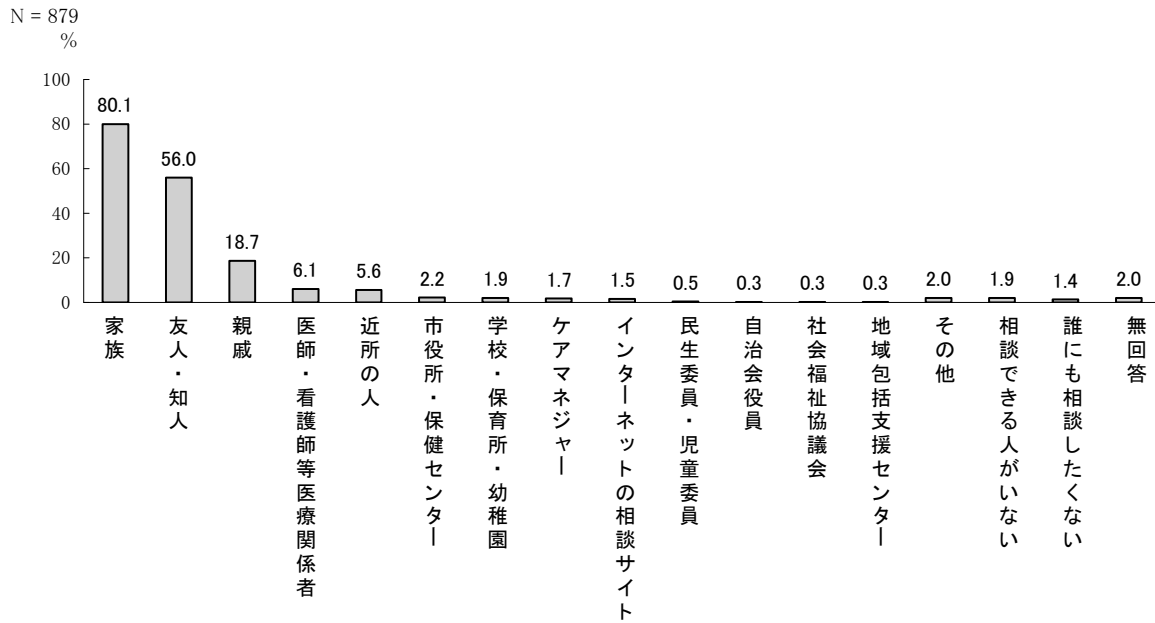 N = 879
%
100
80
60
40
20
0
80.1
56.0
18.7
6.1
5.6
2.2
1.9
1.7
1.5
0.5
0.3
0.3
0.3
2.0
1.9
1.4
2.0
家族
友人・知人
親戚
医師・看護師等医療関係者
近所の人
市役所・保健センター
学校・保育所・幼稚園
ケアマネジャー
インターネットの相談サイト
民生委員・児童委員
自治会役員
社会福祉協議会
地域包括支援センター
その他
相談できる人がいない
誰にも相談したくない
無回答